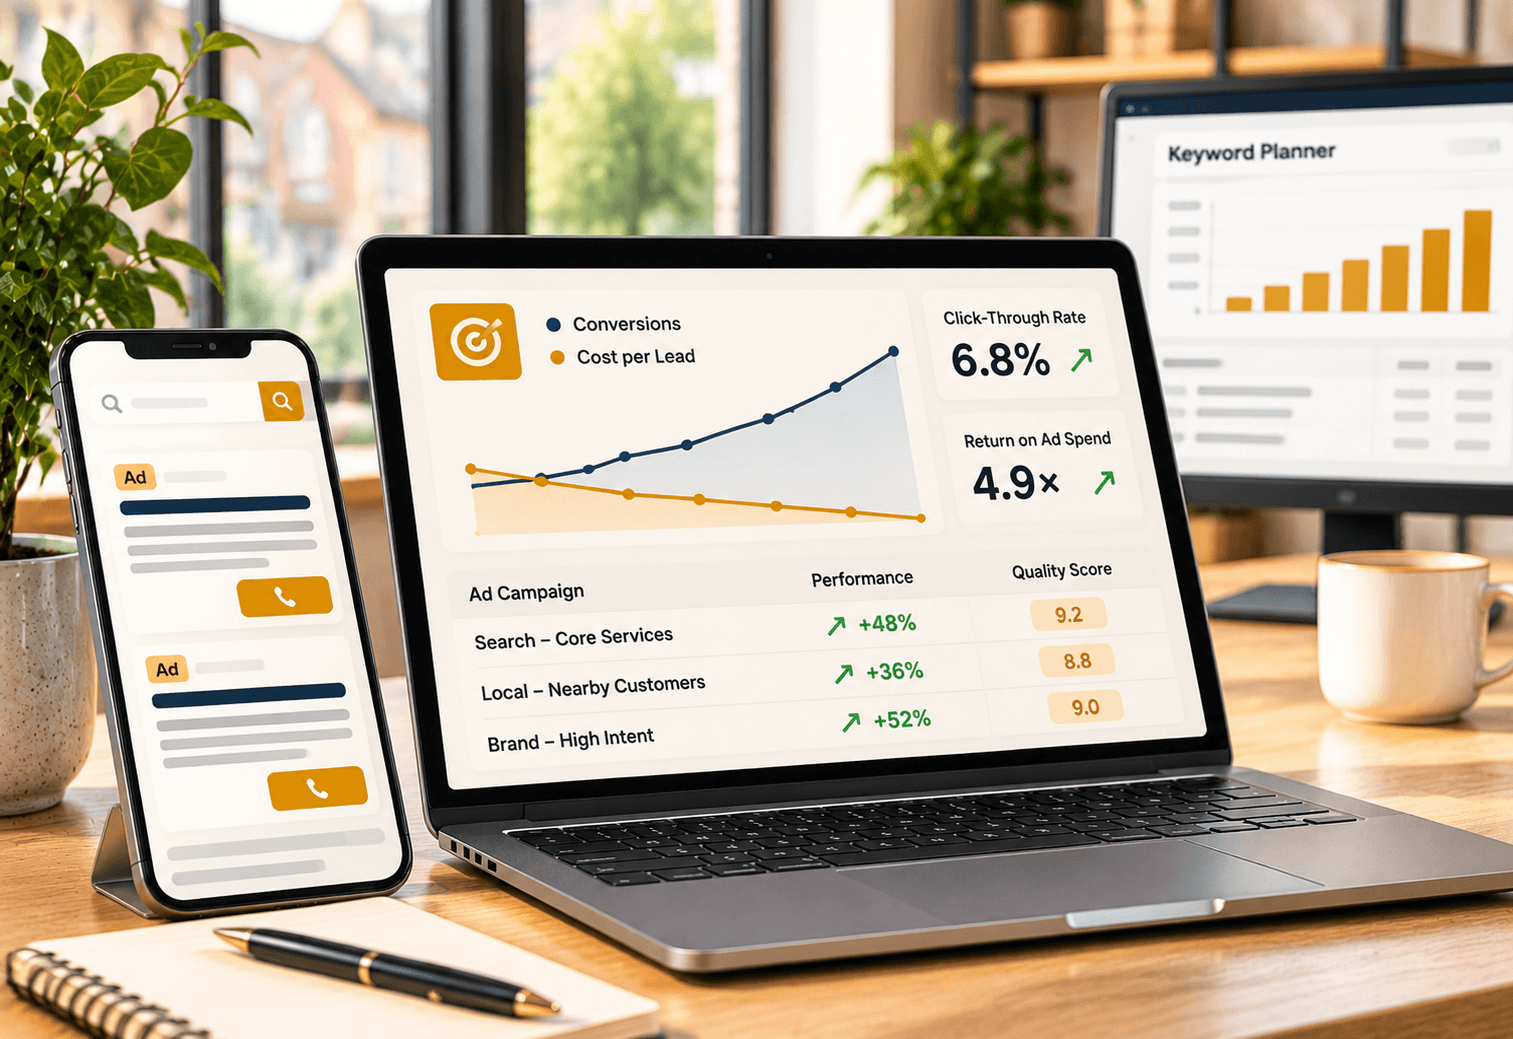 Keyword Planner
Conversions
Cost per Lead
Click-Through Rate
6.8%
Return on Ad Spend
4.9×
Ad Campaign
Performance
Quality Score
Search – Core Services
+48%
9.2
Local – Nearby Customers
+36%
8.8
Brand – High Intent
+52%
9.0
Ad
Ad